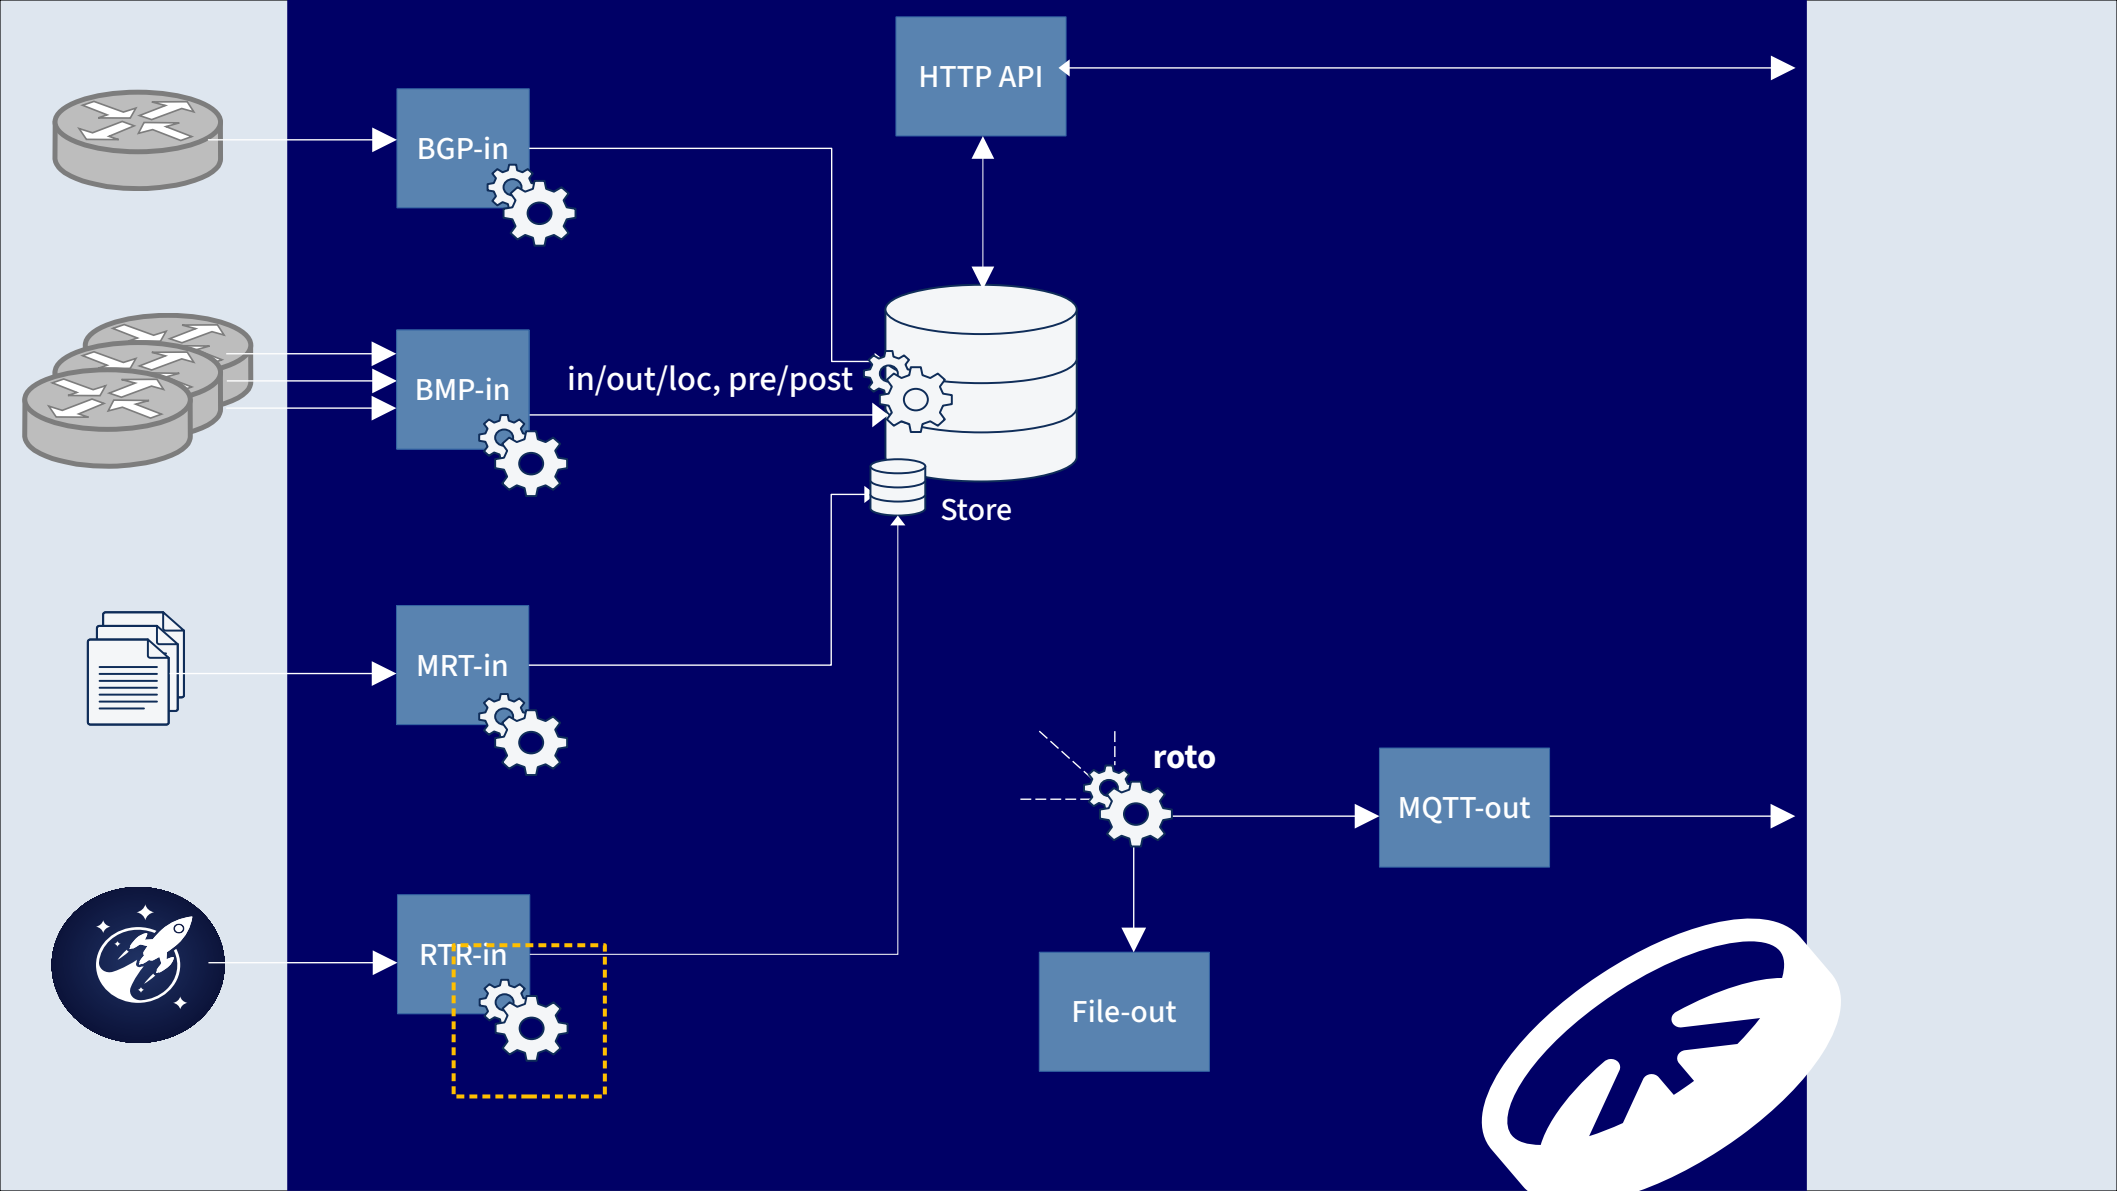 HTTP API
BGP-in
in/out/loc, pre/post
BMP-in
Store
MRT-in
roto
MQTT-out
RTR-in
File-out